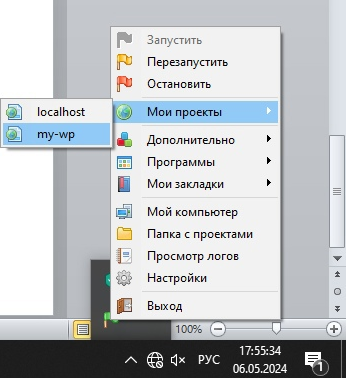 Запустить
Перезапустить
Остановить
Мои проекты
localhost
my-wp
Дополнительно
Программы
Мои закладки
Мой компьютер
Папка с проектами
Просмотр логов
Настройки
Выход
100%
РУС
17:55:34
06.05.2024
1